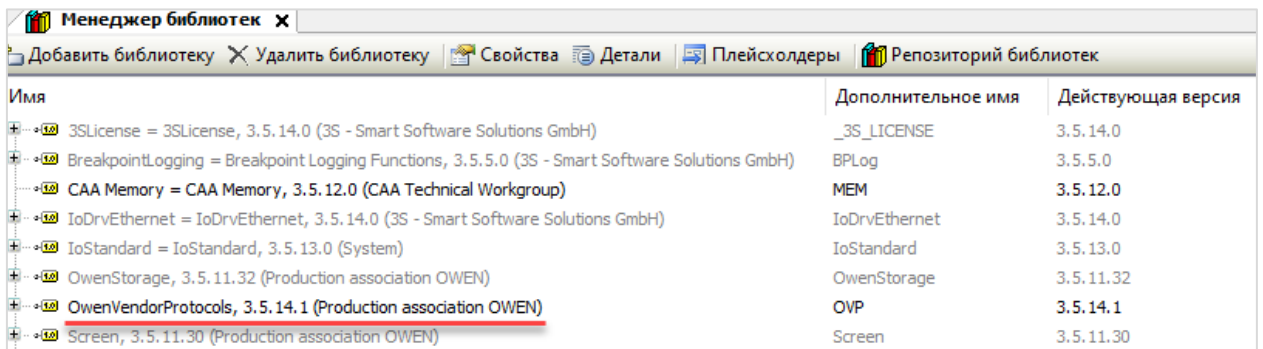 Менеджер библиотек X
Добавить библиотеку Удалить библиотеку Свойства Детали Плейсхолдеры Репозиторий библиотек
Имя Дополнительное имя Действующая версия
3SLicense = 3SLicense, 3.5.14.0 (3S - Smart Software Solutions GmbH) _3S_LICENSE 3.5.14.0
BreakpointLogging = Breakpoint Logging Functions, 3.5.5.0 (3S - Smart Software Solutions GmbH) BPLog 3.5.5.0
CAA Memory = CAA Memory, 3.5.12.0 (CAA Technical Workgroup) MEM 3.5.12.0
IoDrvEthernet = IoDrvEthernet, 3.5.14.0 (3S - Smart Software Solutions GmbH) IoDrvEthernet 3.5.14.0
IoStandard = IoStandard, 3.5.13.0 (System) IoStandard 3.5.13.0
OwenStorage, 3.5.11.32 (Production association OWEN) OwenStorage 3.5.11.32
OwenVendorProtocols, 3.5.14.1 (Production association OWEN) OVP 3.5.14.1
Screen, 3.5.11.30 (Production association OWEN) Screen 3.5.11.30